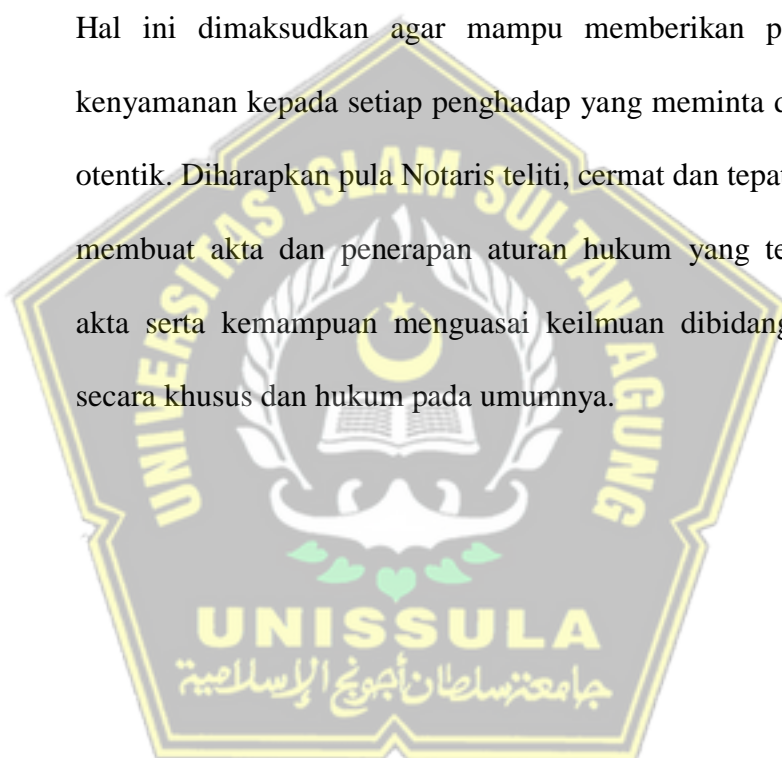 Hal ini dimaksudkan agar mampu memberikan p
kenyamanan kepada setiap penghadap yang meminta
otentik. Diharapkan pula Notaris teliti, cermat dan tepat
membuat akta dan penerapan aturan hukum yang te
akta serta kemampuan menguasai keilmuan dibidang
secara khusus dan hukum pada umumnya.
UNIVERSITAS ISLAM SULTAN AGUNG
UNISSULA
جامعة سلطان أجونج الإسلامية